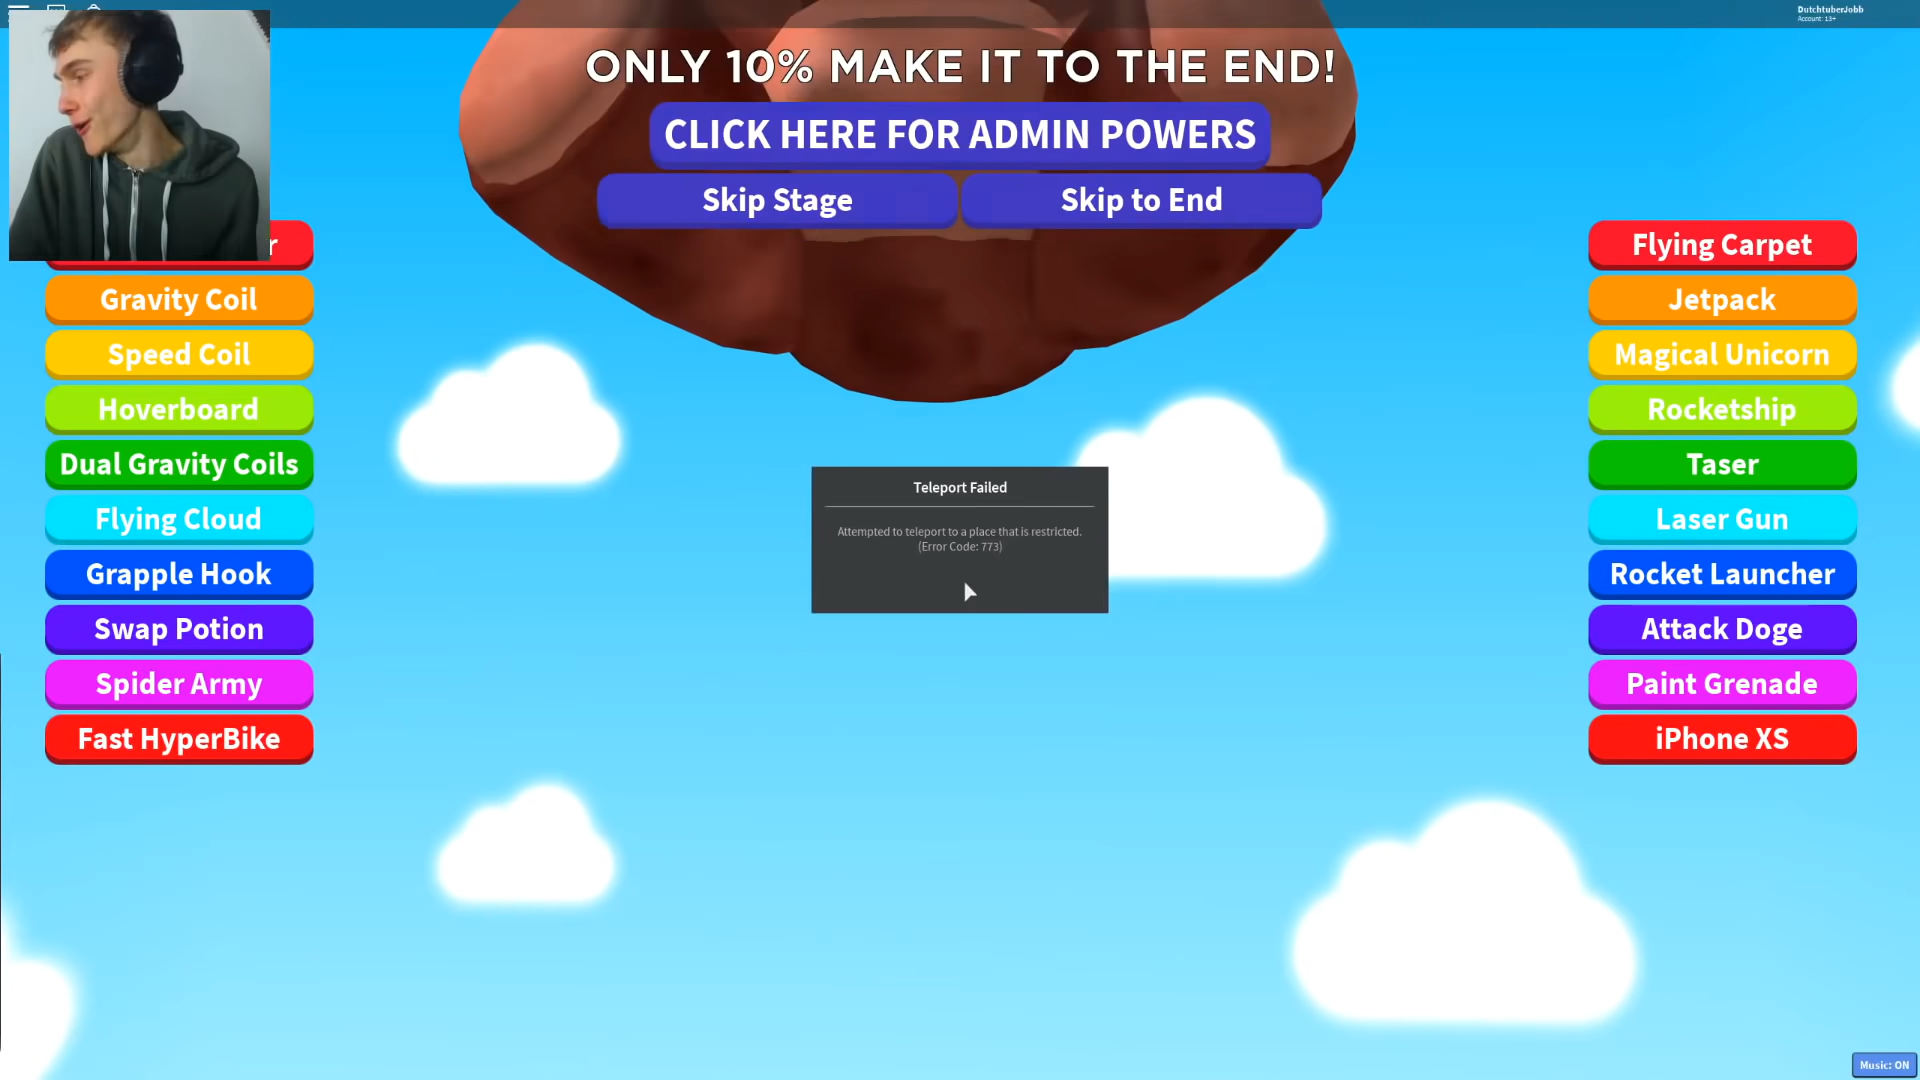 DutchtuberJobb
Account: 13+
ONLY 10% MAKE IT TO THE END!
CLICK HERE FOR ADMIN POWERS
Skip Stage
Skip to End
Gravity Coil
Speed Coil
Hoverboard
Dual Gravity Coils
Flying Cloud
Grapple Hook
Swap Potion
Spider Army
Fast HyperBike
Teleport Failed
Attempted to teleport to a place that is restricted.
(Error Code: 773)
Flying Carpet
Jetpack
Magical Unicorn
Rocketship
Taser
Laser Gun
Rocket Launcher
Attack Doge
Paint Grenade
iPhone XS
Music: ON